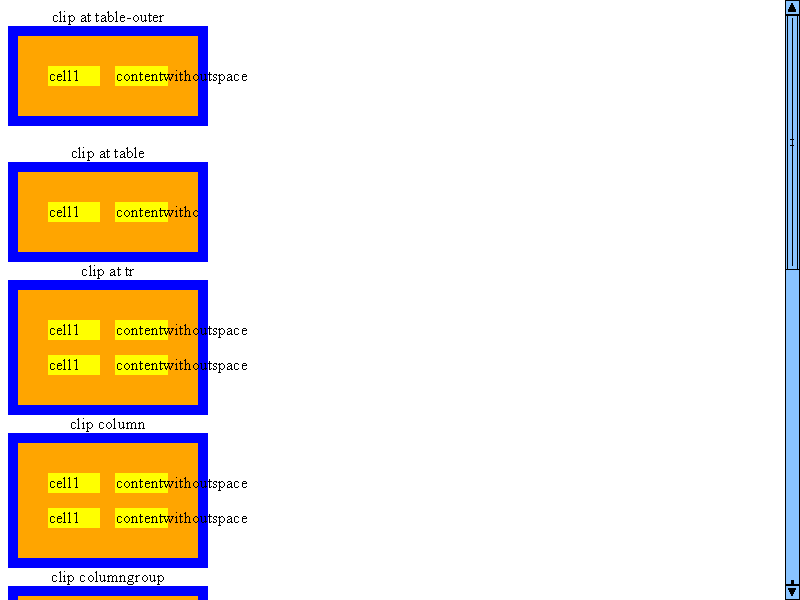 clip at table-outer
cell1 contentwithoutspace
clip at table
cell1 contentwitho
clip at tr
cell1 contentwithoutspace
cell1 contentwithoutspace
clip column
cell1 contentwithoutspace
cell1 contentwithoutspace
clip columngroup